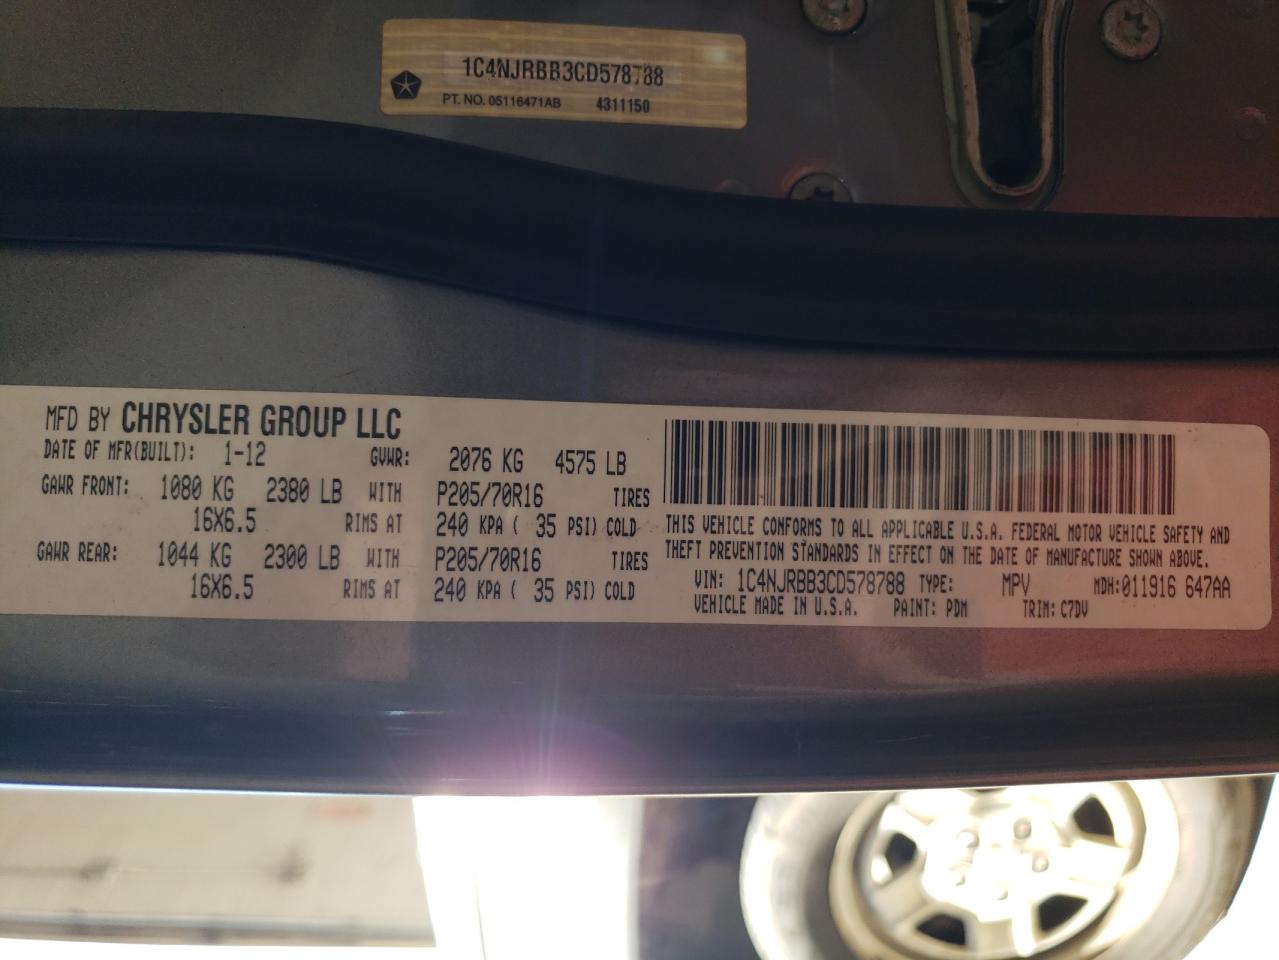 1C4NJRBB3CD578788
PT. NO. 05116471AB 4311150
MFD BY CHRYSLER GROUP LLC
DATE OF MFR(BUILT): 1-12 GVWR: 2076 KG 4575 LB
GAWR FRONT: 1080 KG 2380 LB WITH P205/70R16 TIRES
16X6.5 RIMS AT 240 KPA ( 35 PSI) COLD
GAWR REAR: 1044 KG 2300 LB WITH P205/70R16 TIRES
16X6.5 RIMS AT 240 KPA ( 35 PSI) COLD
THIS VEHICLE CONFORMS TO ALL APPLICABLE U.S.A. FEDERAL MOTOR VEHICLE SAFETY AND
THEFT PREVENTION STANDARDS IN EFFECT ON THE DATE OF MANUFACTURE SHOWN ABOVE.
VIN: 1C4NJRBB3CD578788 TYPE: MPV MDH:011916 647AA
VEHICLE MADE IN U.S.A. PAINT: PDM TRIM: C7DV